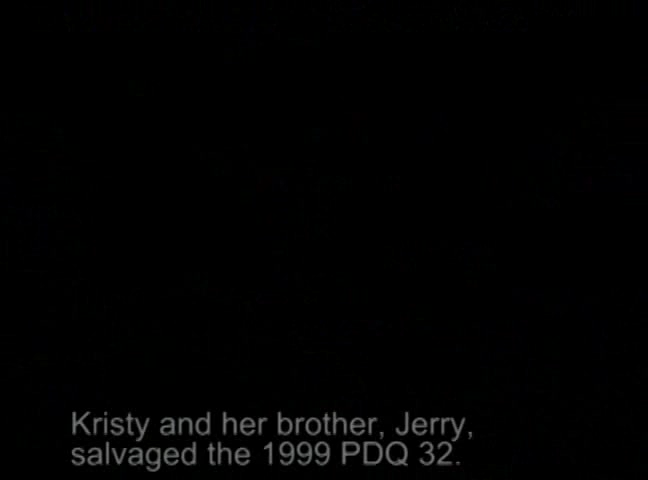 Kristy and her brother, Jerry,
salvaged the 1999 PDQ 32.